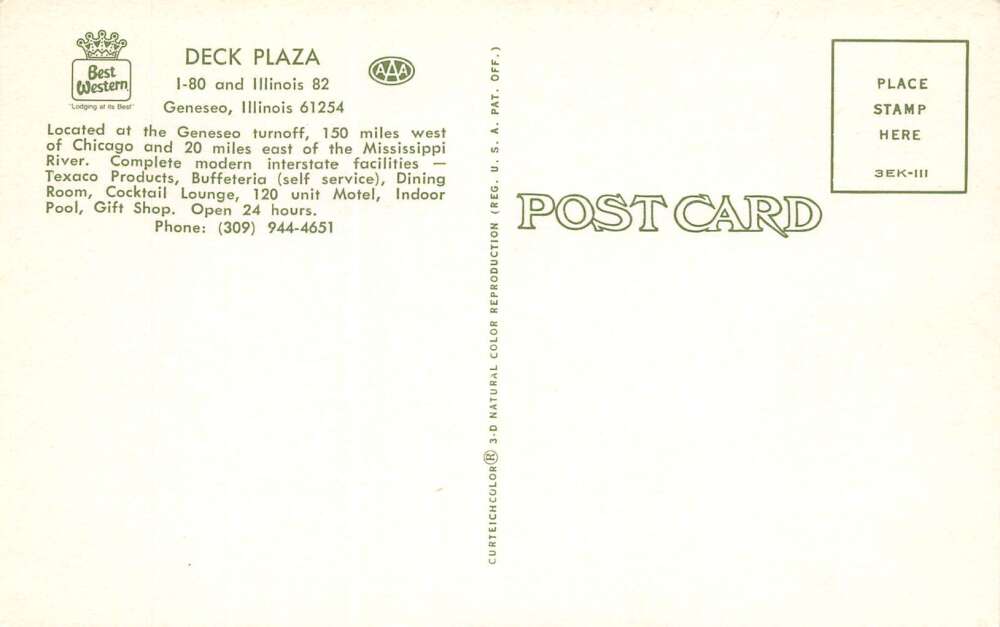 Best
Western
"Lodging at its Best"
DECK PLAZA
I-80 and Illinois 82
Geneseo, Illinois 61254
AAA
Located at the Geneseo turnoff, 150 miles west
of Chicago and 20 miles east of the Mississippi
River. Complete modern interstate facilities —
Texaco Products, Buffeteria (self service), Dining
Room, Cocktail Lounge, 120 unit Motel, Indoor
Pool, Gift Shop. Open 24 hours.
Phone: (309) 944-4651
CURTEICHCOLOR® 3-D NATURAL COLOR REPRODUCTION (REG. U. S. A. PAT. OFF.)
POST CARD
PLACE
STAMP
HERE
3EK-111